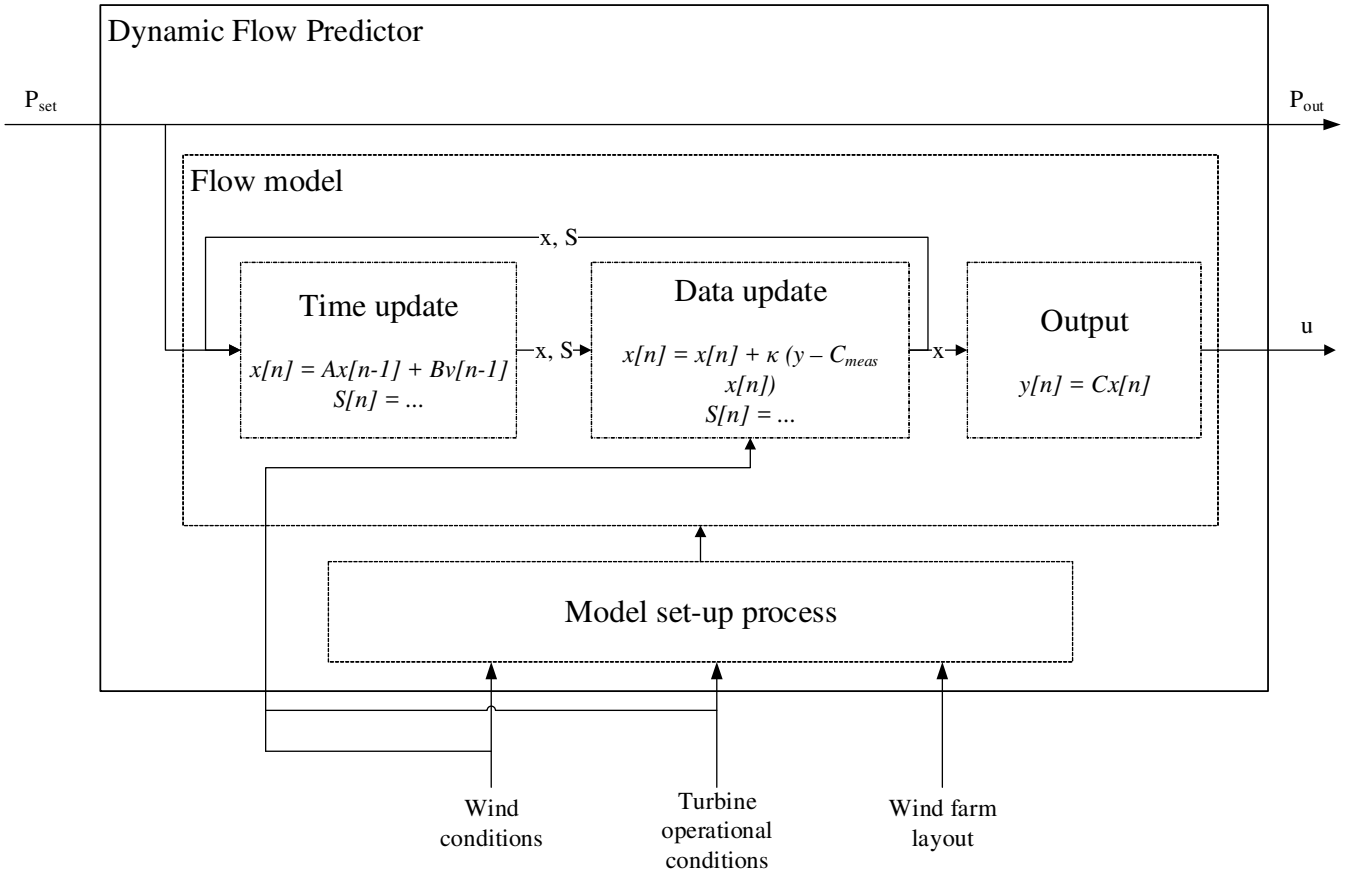 Dynamic Flow Predictor
P_set
P_out
Flow model
x, S
Time update
x[n] = Ax[n-1] + Bv[n-1]
S[n] = ...
x, S
Data update
x[n] = x[n] + κ (y – C_meas
x[n])
S[n] = ...
x
Output
y[n] = Cx[n]
u
Model set-up process
Wind
conditions
Turbine
operational
conditions
Wind farm
layout